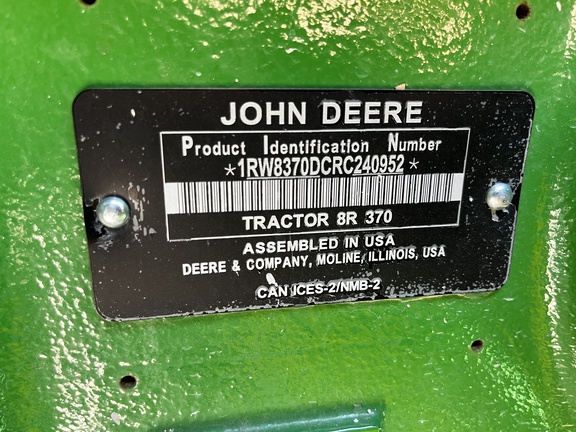 JOHN DEERE
Product Identification Number
*1RW8370DCRC240952*
TRACTOR 8R 370
ASSEMBLED IN USA
DEERE & COMPANY, MOLINE, ILLINOIS, USA
CAN ICES-2/NMB-2